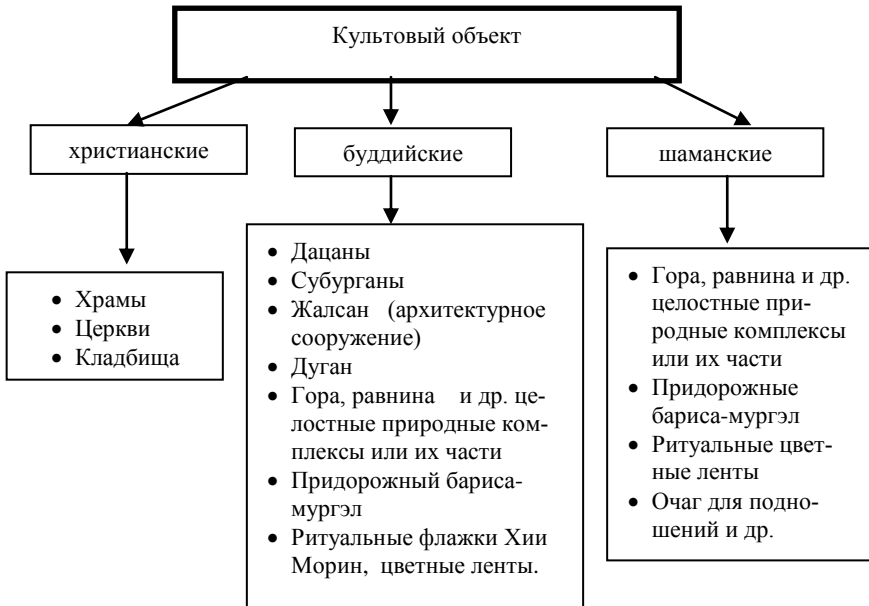 Культовый объект
христианские
буддийские
шаманские
• Храмы
• Церкви
• Кладбища
• Дацаны
• Субурганы
• Жалсан (архитектурное
сооружение)
• Дуган
• Гора, равнина и др. це-
лостные природные ком-
плексы или их части
• Придорожный бариса-
мургэл
• Ритуальные флажки Хии
Морин, цветные ленты.
• Гора, равнина и др.
целостные при-
родные комплексы
или их части
• Придорожные
бариса-мургэл
• Ритуальные цвет-
ные ленты
• Очаг для подно-
шений и др.